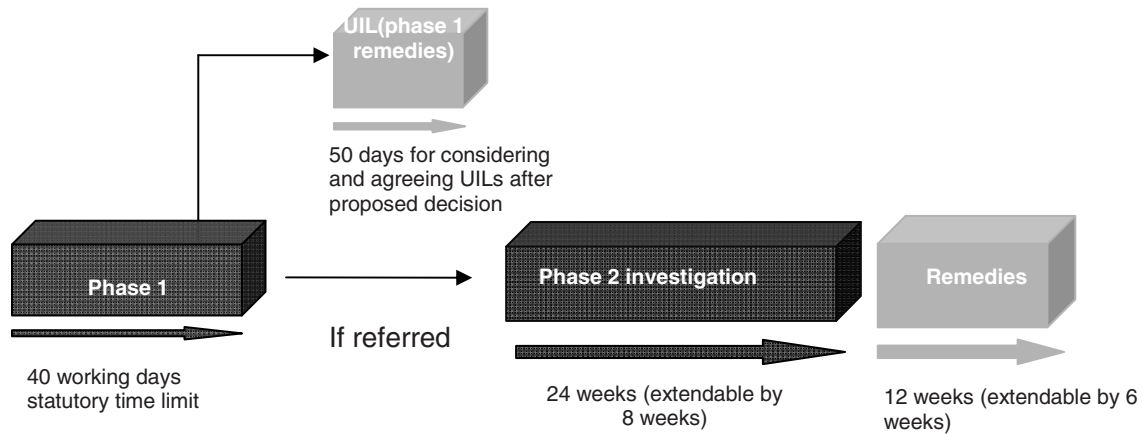 UIL(phase 1
remedies)
50 days for considering
and agreeing UILs after
proposed decision
Phase 1
If referred
Phase 2 investigation
Remedies
40 working days
statutory time limit
24 weeks (extendable by
8 weeks)
12 weeks (extendable by 6
weeks)